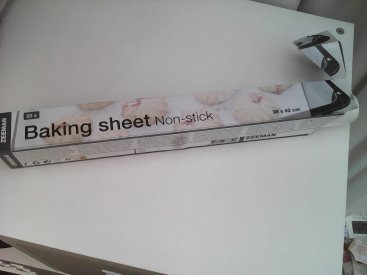 ZEEMAN
20 x
Baking sheet Non-stick
38 x 42 cm
ZEEMAN